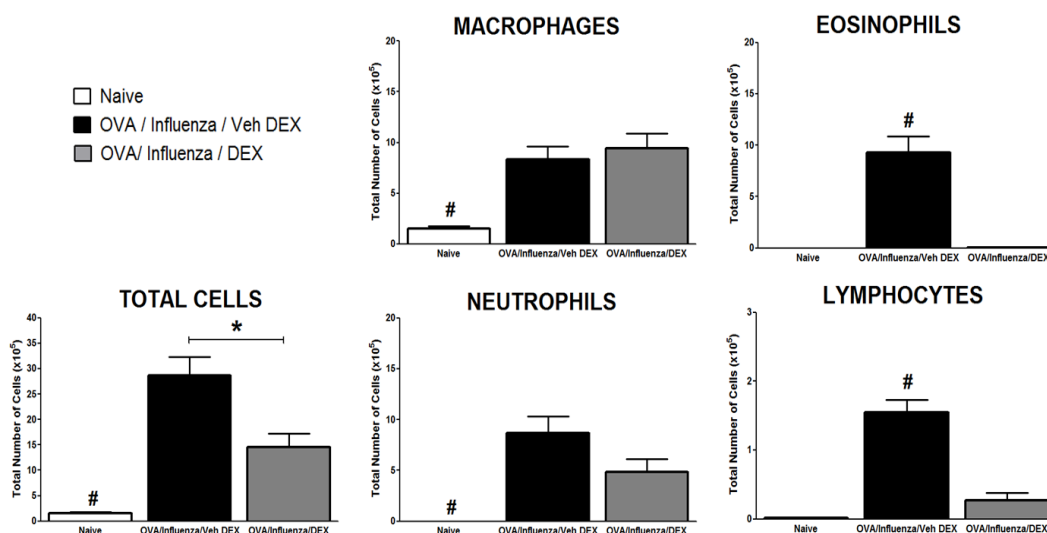 MACROPHAGES
EOSINOPHILS
Naive
OVA / Influenza / Veh DEX
OVA/ Influenza / DEX
Total Number of Cells (x10⁵)
20
15
10
5
0
#
Naive
OVA/Influenza/Veh DEX
OVA/Influenza/DEX
Total Number of Cells (x10⁵)
20
15
10
5
0
#
Naive
OVA/Influenza/Veh DEX
OVA/Influenza/DEX
TOTAL CELLS
NEUTROPHILS
LYMPHOCYTES
Total Number of Cells (x10⁵)
40
35
30
25
20
15
10
5
0
#
*
Naive
OVA/Influenza/Veh DEX
OVA/Influenza/DEX
Total Number of Cells (x10⁵)
20
15
10
5
0
#
Naive
OVA/Influenza/Veh DEX
OVA/Influenza/DEX
Total Number of Cells (x10⁵)
3
2
1
0
#
Naive
OVA/Influenza/Veh DEX
OVA/Influenza/DEX